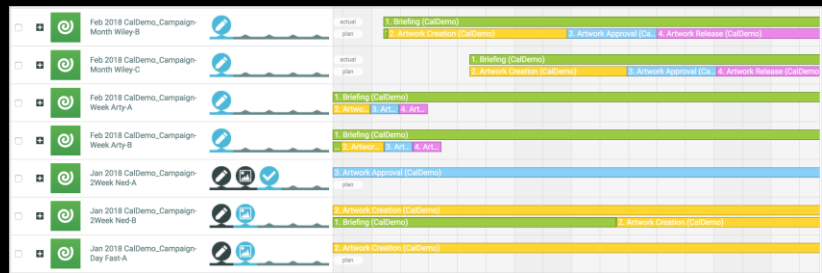 Feb 2018 CalDemo_Campaign-
Month Wiley-B
actual
1. Briefing (CalDemo)
plan
2. Artwork Creation (CalDemo)
3. Artwork Approval (Ca...
4. Artwork Release (CalDemo)
Feb 2018 CalDemo_Campaign-
Month Wiley-C
actual
1. Briefing (CalDemo)
plan
2. Artwork Creation (CalDemo)
3. Artwork Approval (Ca...
4. Artwork Release (CalDemo
Feb 2018 CalDemo_Campaign-
Week Arty-A
1. Briefing (CalDemo)
2. Artwo...
3. Art...
4. Art...
Feb 2018 CalDemo_Campaign-
Week Arty-B
1. Briefing (CalDemo)
...
2. Artwor...
3. Art...
4. Art...
Jan 2018 CalDemo_Campaign-
2Week Ned-A
3. Artwork Approval (CalDemo)
plan
Jan 2018 CalDemo_Campaign-
2Week Ned-B
2. Artwork Creation (CalDemo)
1. Briefing (CalDemo)
2. Artwork Creation (CalDemo)
Jan 2018 CalDemo_Campaign-
Day Fast-A
2. Artwork Creation (CalDemo)
plan